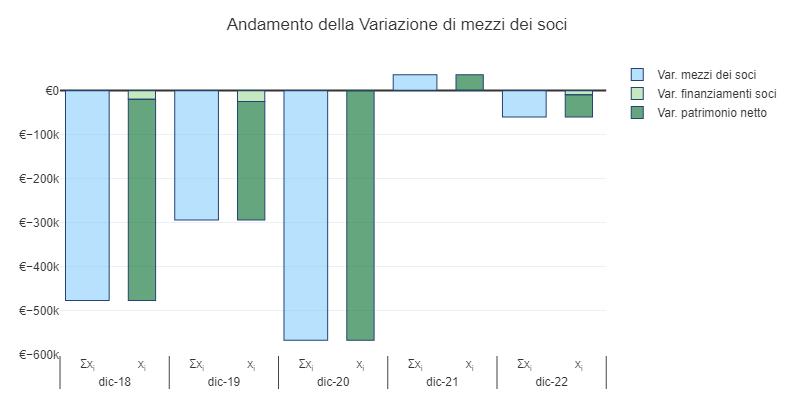 Andamento della Variazione di mezzi dei soci
Var. mezzi dei soci
Var. finanziamenti soci
Var. patrimonio netto
€0
€−100k
€−200k
€−300k
€−400k
€−500k
€−600k
Σxᵢ xᵢ Σxᵢ xᵢ Σxᵢ xᵢ Σxᵢ xᵢ Σxᵢ xᵢ
dic-18 dic-19 dic-20 dic-21 dic-22